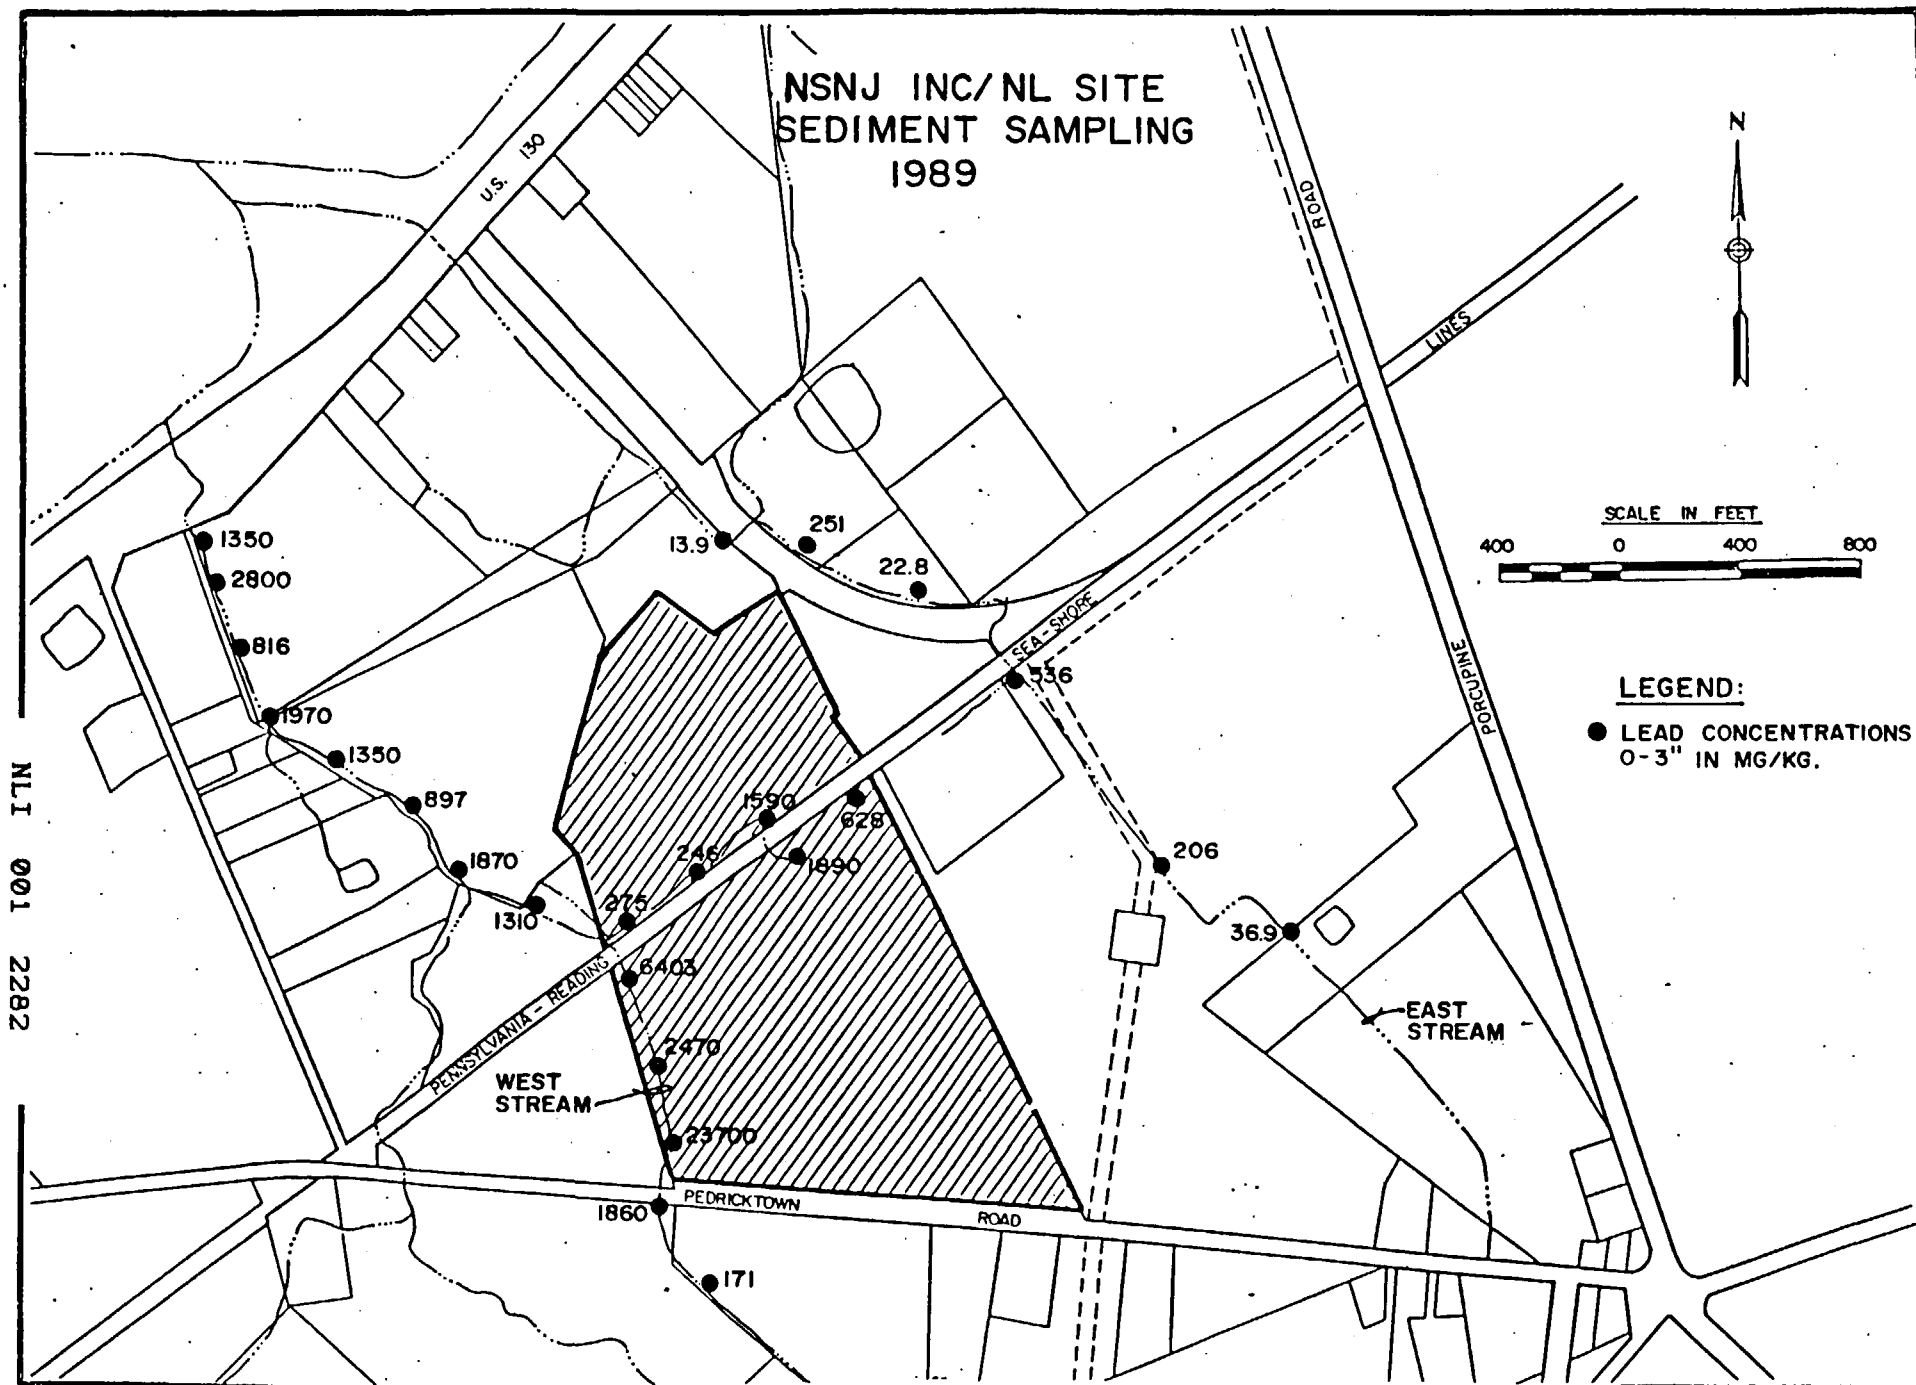 NSNJ INC/NL SITE
SEDIMENT SAMPLING
1989
N
U.S. 130
ROAD
LINES
SCALE IN FEET
400 0 400 800
1350
2800
816
1970
1350
897
1870
1310
13.9
251
22.8
SEA-SHORE
336
PORCUPINE
LEGEND:
LEAD CONCENTRATIONS
0-3" IN MG/KG.
1590
628
246
1890
275
206
36.9
6403
PENNSYLVANIA - READING
2470
EAST
STREAM
WEST
STREAM
23700
PEDRICKTOWN ROAD
1860
171
NLI 001 2282